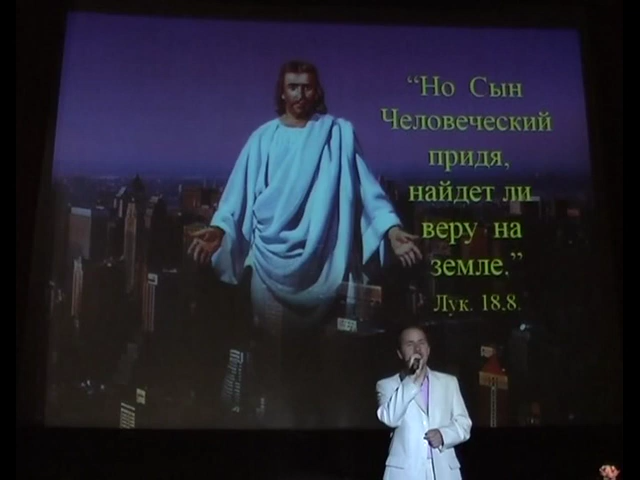 “Но Сын
Человеческий
придя,
найдет ли
веру на
земле.”
Лук. 18.8.